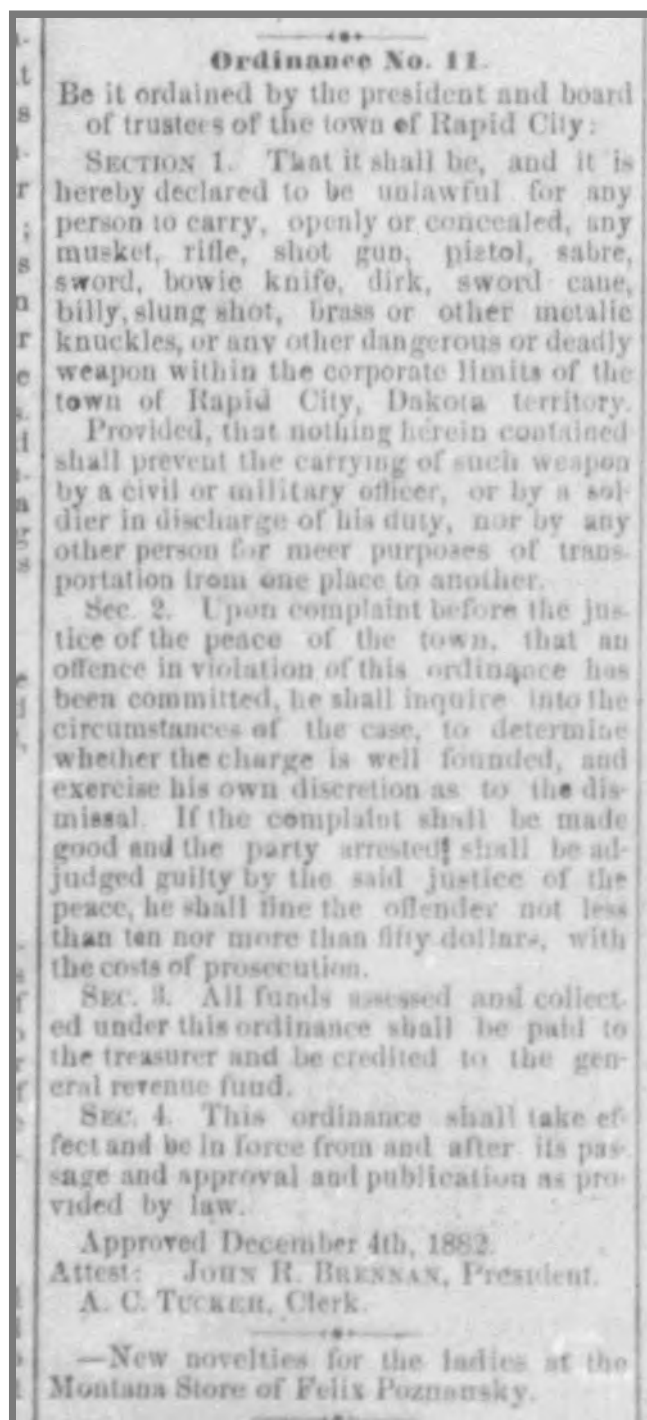 Ordinance No. 11.
Be it ordained by the president and board
of trustees of the town of Rapid City:
SECTION 1. That it shall be, and it is
hereby declared to be unlawful for any
person to carry, openly or concealed, any
musket, rifle, shot gun, pistol, sabre,
sword, bowie knife, dirk, sword cane,
billy, slung shot, brass or other metalic
knuckles, or any other dangerous or deadly
weapon within the corporate limits of the
town of Rapid City, Dakota territory.
Provided, that nothing herein contained
shall prevent the carrying of such weapon
by a civil or military officer, or by a sol-
dier in discharge of his duty, nor by any
other person for meer purposes of trans-
portation from one place to another.
Sec. 2. Upon complaint before the jus-
tice of the peace of the town, that an
offence in violation of this ordinance has
been committed, he shall inquire into the
circumstances of the case, to determine
whether the charge is well founded, and
exercise his own discretion as to the dis-
missal. If the complaint shall be made
good and the party arrested shall be ad-
judged guilty by the said justice of the
peace, he shall fine the offender not less
than ten nor more than fifty dollars, with
the costs of prosecution.
SEC. 3. All funds assessed and collect-
ed under this ordinance shall be paid to
the treasurer and be credited to the gen-
eral revenue fund.
SEC. 4. This ordinance shall take ef-
fect and be in force from and after its pas-
sage and approval and publication as pro-
vided by law.
Approved December 4th, 1882.
Attest: JOHN R. BRENNAN, President.
A. C. TUCKER, Clerk.
—New novelties for the ladies at the
Montana Store of Felix Poznansky.